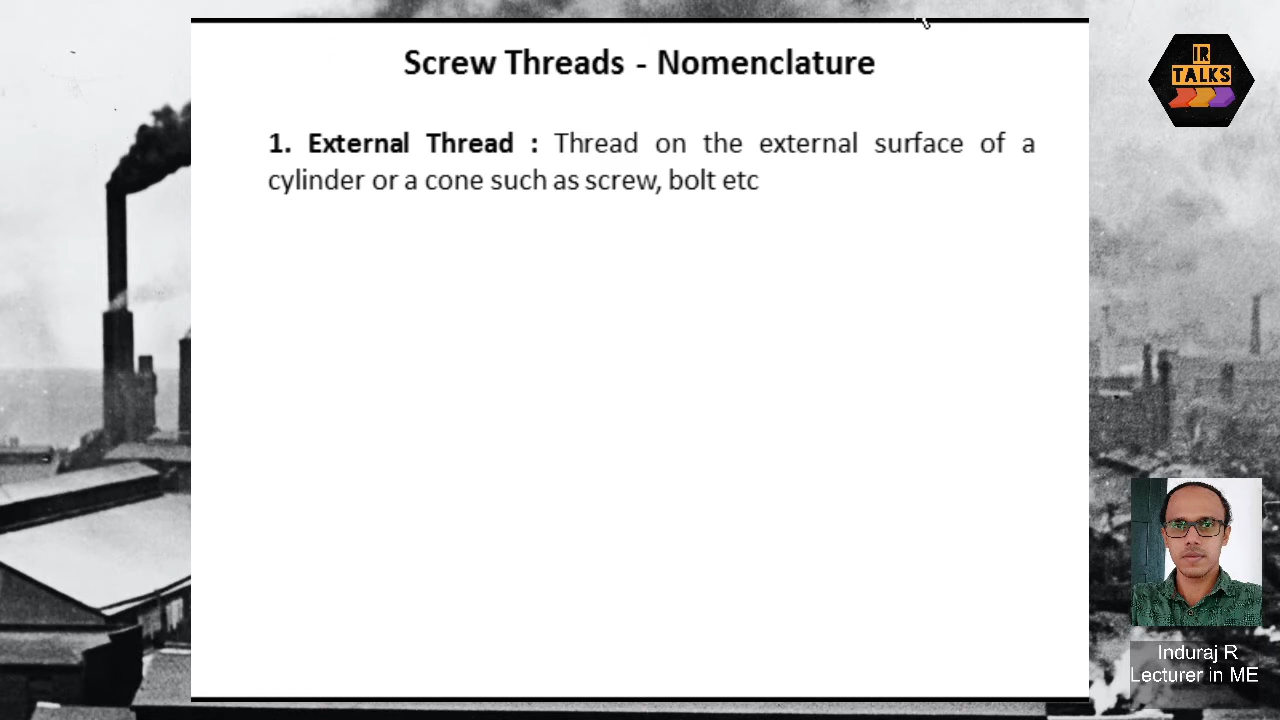 Screw Threads - Nomenclature
IR
TALKS
1. External Thread : Thread on the external surface of a
cylinder or a cone such as screw, bolt etc
Induraj R
Lecturer in ME